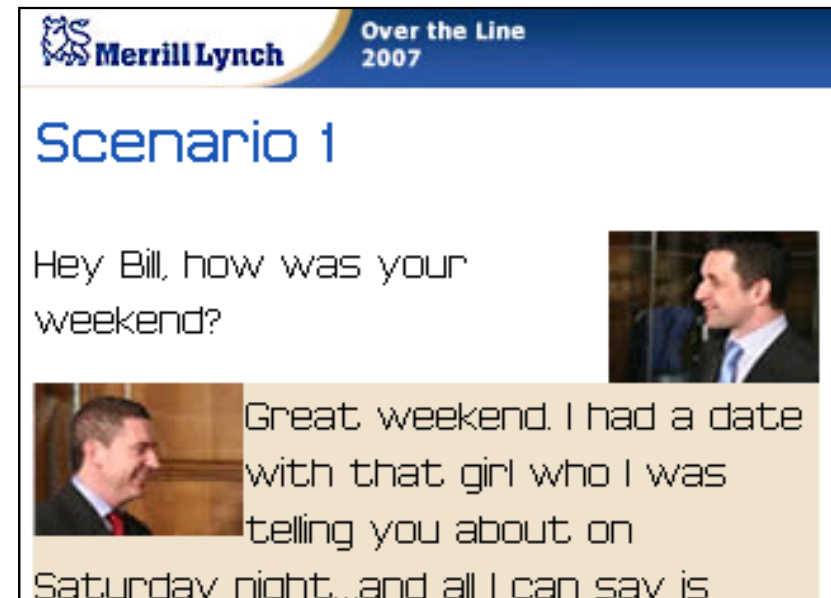 Merrill Lynch
Over the Line
2007
Scenario 1
Hey Bill, how was your
weekend?
Great weekend. I had a date
with that girl who I was
telling you about on
Saturday night...and all I can say is